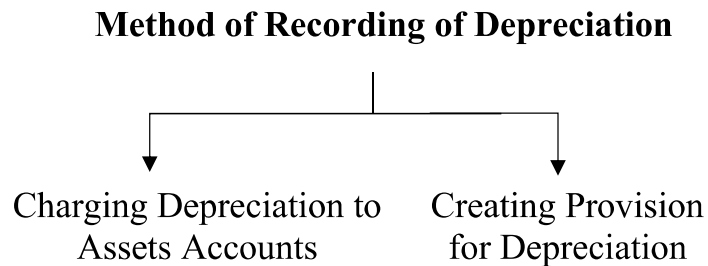 Method of Recording of Depreciation
Charging Depreciation to
Assets Accounts
Creating Provision
for Depreciation